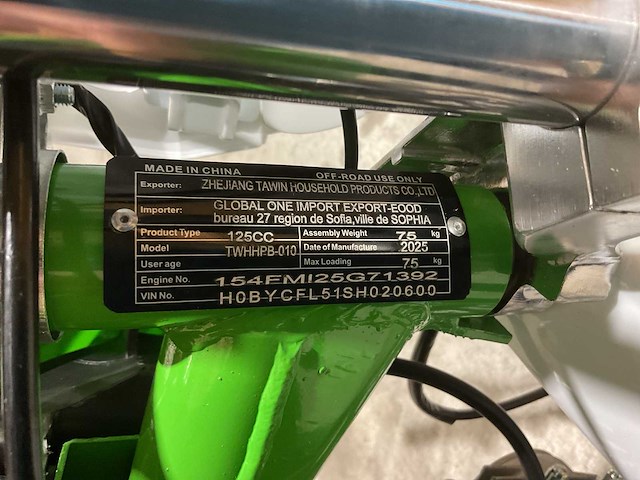 MADE IN CHINA OFF-ROAD USE ONLY
Exporter: ZHEJIANG TAWIN HOUSEHOLD PRODUCTS CO.,LTD
Importer: GLOBAL ONE IMPORT EXPORT-EOOD
bureau 27 region de Sofia,ville de SOPHIA
Product Type 125CC Assembly Weight 75 kg
Model TWHHPB-010 Date of Manufacture 2025
User age Max Loading 75 kg
Engine No. 154FMI25G71392
VIN No. H0BYCFL51SH020600